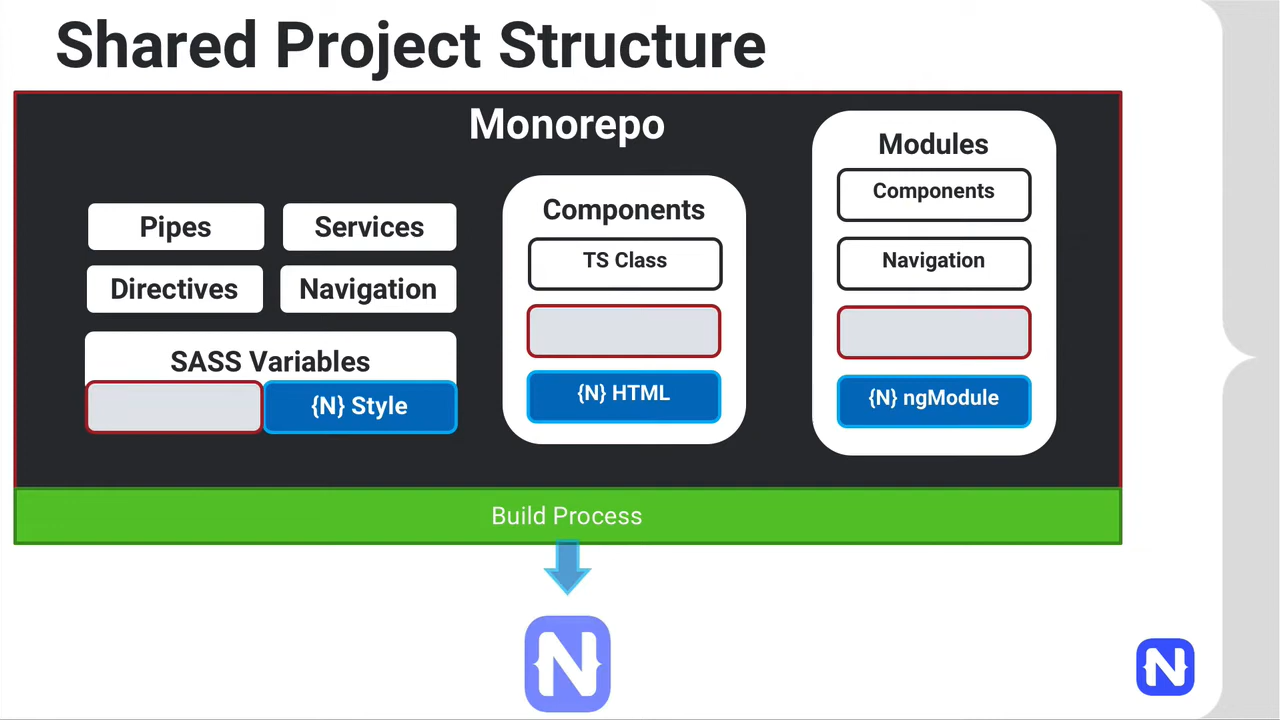 Shared Project Structure
Monorepo
Pipes
Services
Directives
Navigation
SASS Variables
{N} Style
Components
TS Class
{N} HTML
Modules
Components
Navigation
{N} ngModule
Build Process
N
N